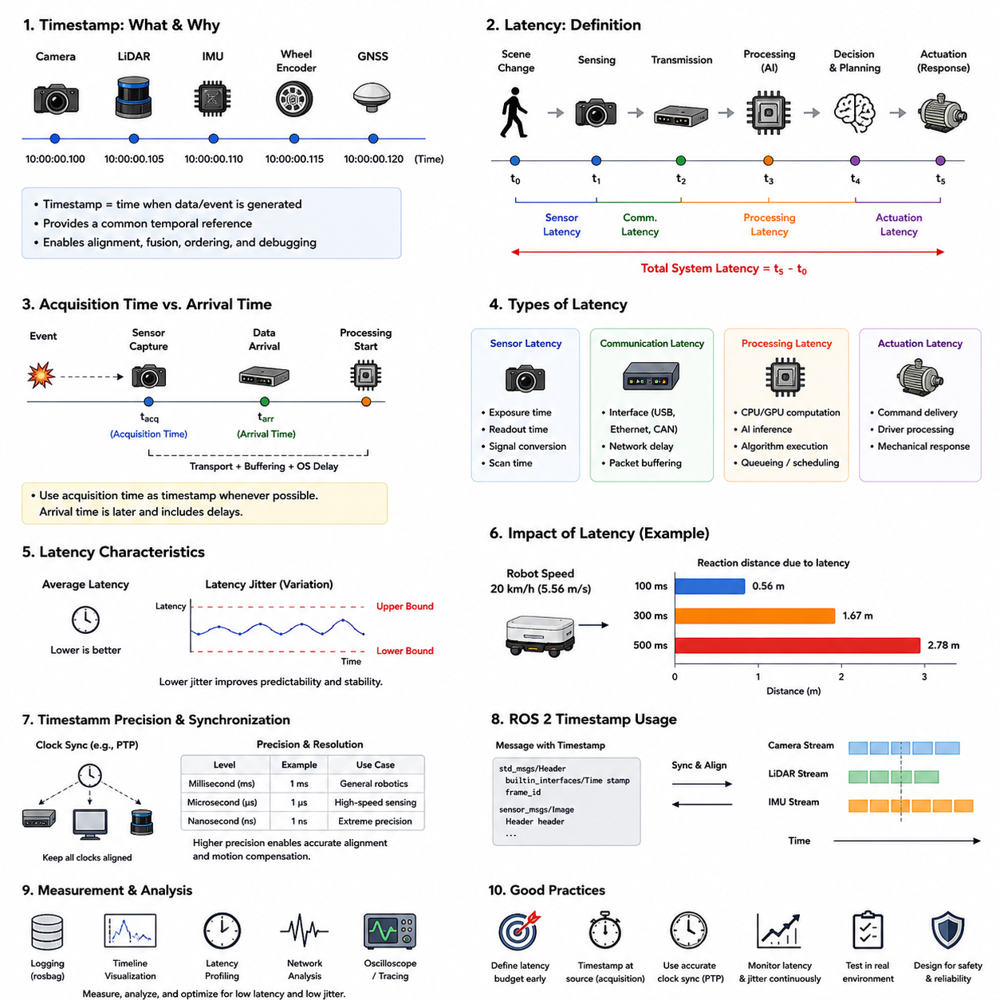 1. Timestamp: What & Why
Camera
LiDAR
IMU
Wheel
Encoder
GNSS
10:00:00.100
10:00:00.105
10:00:00.110
10:00:00.115
10:00:00.120
(Time)
• Timestamp = time when data/event is generated
• Provides a common temporal reference
• Enables alignment, fusion, ordering, and debugging
2. Latency: Definition
Scene
Change
Sensing
Transmission
Processing
(AI)
Decision
& Planning
Actuation
(Response)
t0
t1
t2
t3
t4
t5
Sensor
Latency
Comm.
Latency
Processing
Latency
Actuation
Latency
Total System Latency = t5 - t0
3. Acquisition Time vs. Arrival Time
Event
Sensor
Capture
Data
Arrival
Processing
Start
tacq
(Acquisition Time)
tarr
(Arrival Time)
Transport + Buffering + OS Delay
• Use acquisition time as timestamp whenever possible.
Arrival time is later and includes delays.
4. Types of Latency
Sensor Latency
• Exposure time
• Readout time
• Signal conversion
• Scan time
Communication Latency
• Interface (USB,
Ethernet, CAN)
• Network delay
• Packet buffering
Processing Latency
• CPU/GPU computation
• AI inference
• Algorithm execution
• Queueing / scheduling
Actuation Latency
• Command delivery
• Driver processing
• Mechanical response
5. Latency Characteristics
Average Latency
Lower is better
Latency Jitter (Variation)
Latency
Upper Bound
Lower Bound
Time
Lower jitter improves predictability and stability.
6. Impact of Latency (Example)
Robot Speed
20 km/h (5.56 m/s)
Reaction distance due to latency
100 ms
0.56 m
300 ms
1.67 m
500 ms
2.78 m
0
1
2
3
Distance (m)
7. Timestamm Precision & Synchronization
Clock Sync (e.g., PTP)
Keep all clocks aligned
Precision & Resolution
Level Example Use Case
Millisecond (ms) 1 ms General robotics
Microsecond (μs) 1 μs High-speed sensing
Nanosecond (ns) 1 ns Extreme precision
Higher precision enables accurate alignment
and motion compensation.
8. ROS 2 Timestamp Usage
Message with Timestamp
std_msgs/Header
builtin_interfaces/Time stamp
frame_id
sensor_msgs/Image
Header header
...
Sync & Align
Camera Stream
LiDAR Stream
IMU Stream
Time
9. Measurement & Analysis
Logging
(rosbag)
Timeline
Visualization
Latency
Profiling
Network
Analysis
Oscilloscope
/ Tracing
Measure, analyze, and optimize for low latency and low jitter.
10. Good Practices
Define latency
budget early
Timestamp at
source (acquisition)
Use accurate
clock sync (PTP)
Monitor latency
& jitter continuously
Test in real
environment
Design for safety
& reliability